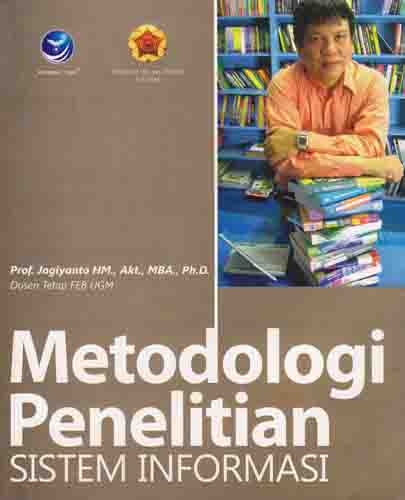 Prof. Jogiyanto HM., Akt., MBA., Ph.D.
Dosen Tetap FEB UGM
Metodologi
Penelitian
SISTEM INFORMASI